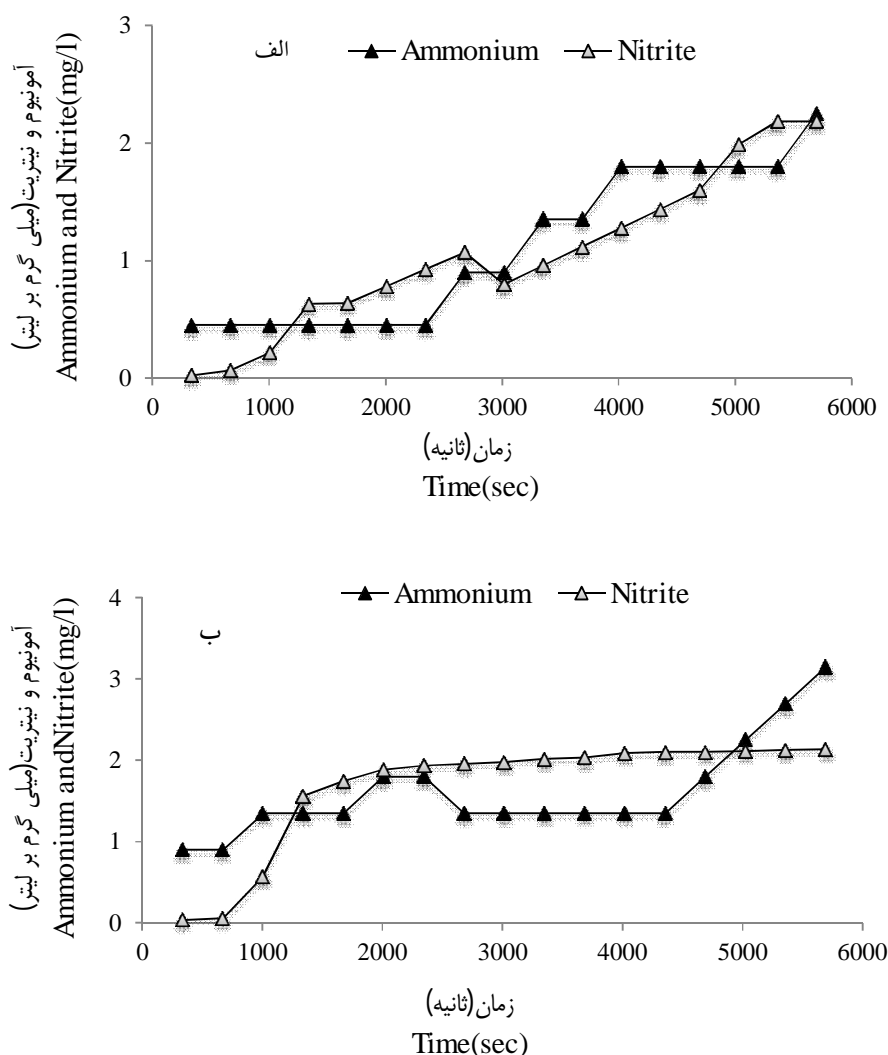 الف
Ammonium
Nitrite
آمونیوم و نیتریت(میلی گرم بر لیتر)
Ammonium and Nitrite(mg/l)
3
2
1
0
0 1000 2000 3000 4000 5000 6000
زمان(ثانیه)
Time(sec)
ب
Ammonium
Nitrite
آمونیوم و نیتریت(میلی گرم بر لیتر)
Ammonium andNitrite(mg/l)
4
3
2
1
0
0 1000 2000 3000 4000 5000 6000
زمان(ثانیه)
Time(sec)